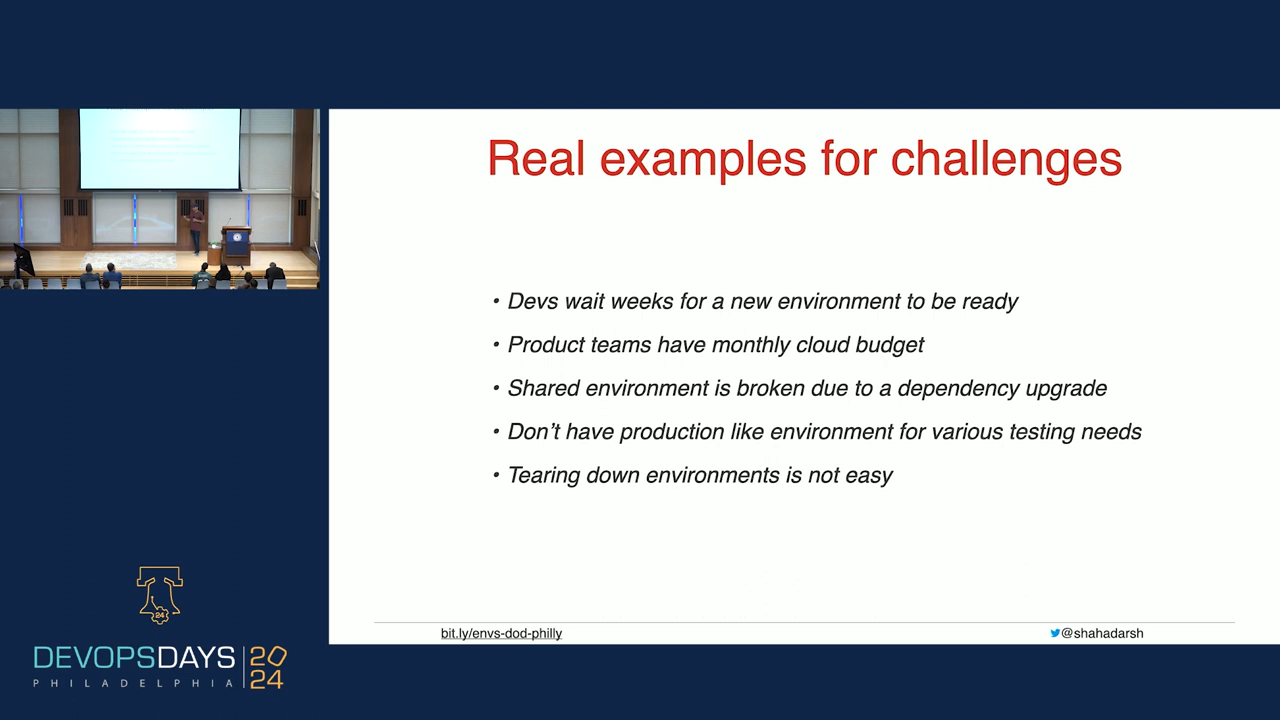 Real examples for challenges
• Devs wait weeks for a new environment to be ready
• Product teams have monthly cloud budget
• Shared environment is broken due to a dependency upgrade
• Don’t have production like environment for various testing needs
• Tearing down environments is not easy
bit.ly/envs-dod-philly
@shahadarsh
24
DEVOPSDAYS 2024
PHILADELPHIA